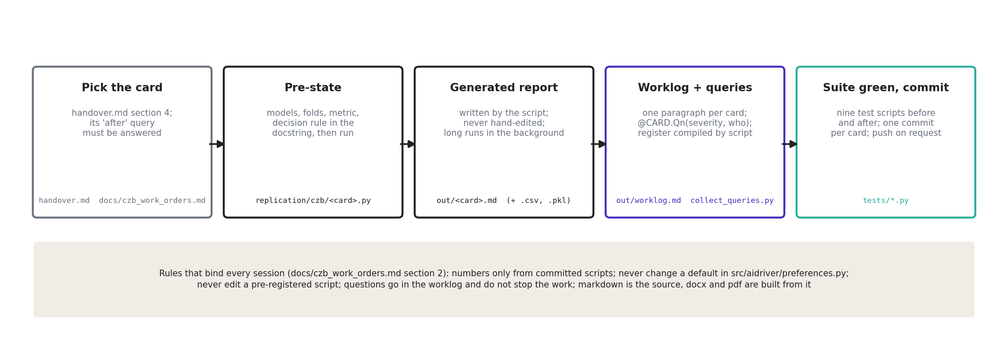 Pick the card
handover.md section 4;
its 'after' query
must be answered
handover.md  docs/czb_work_orders.md
Pre-state
models, folds, metric,
decision rule in the
docstring, then run
replication/czb/<card>.py
Generated report
written by the script;
never hand-edited;
long runs in the background
out/<card>.md  (+ .csv, .pkl)
Worklog + queries
one paragraph per card;
@CARD.Qn(severity, who);
register compiled by script
out/worklog.md  collect_queries.py
Suite green, commit
nine test scripts before
and after; one commit
per card; push on request
tests/*.py
Rules that bind every session (docs/czb_work_orders.md section 2): numbers only from committed scripts; never change a default in src/aidriver/preferences.py;
never edit a pre-registered script; questions go in the worklog and do not stop the work; markdown is the source, docx and pdf are built from it